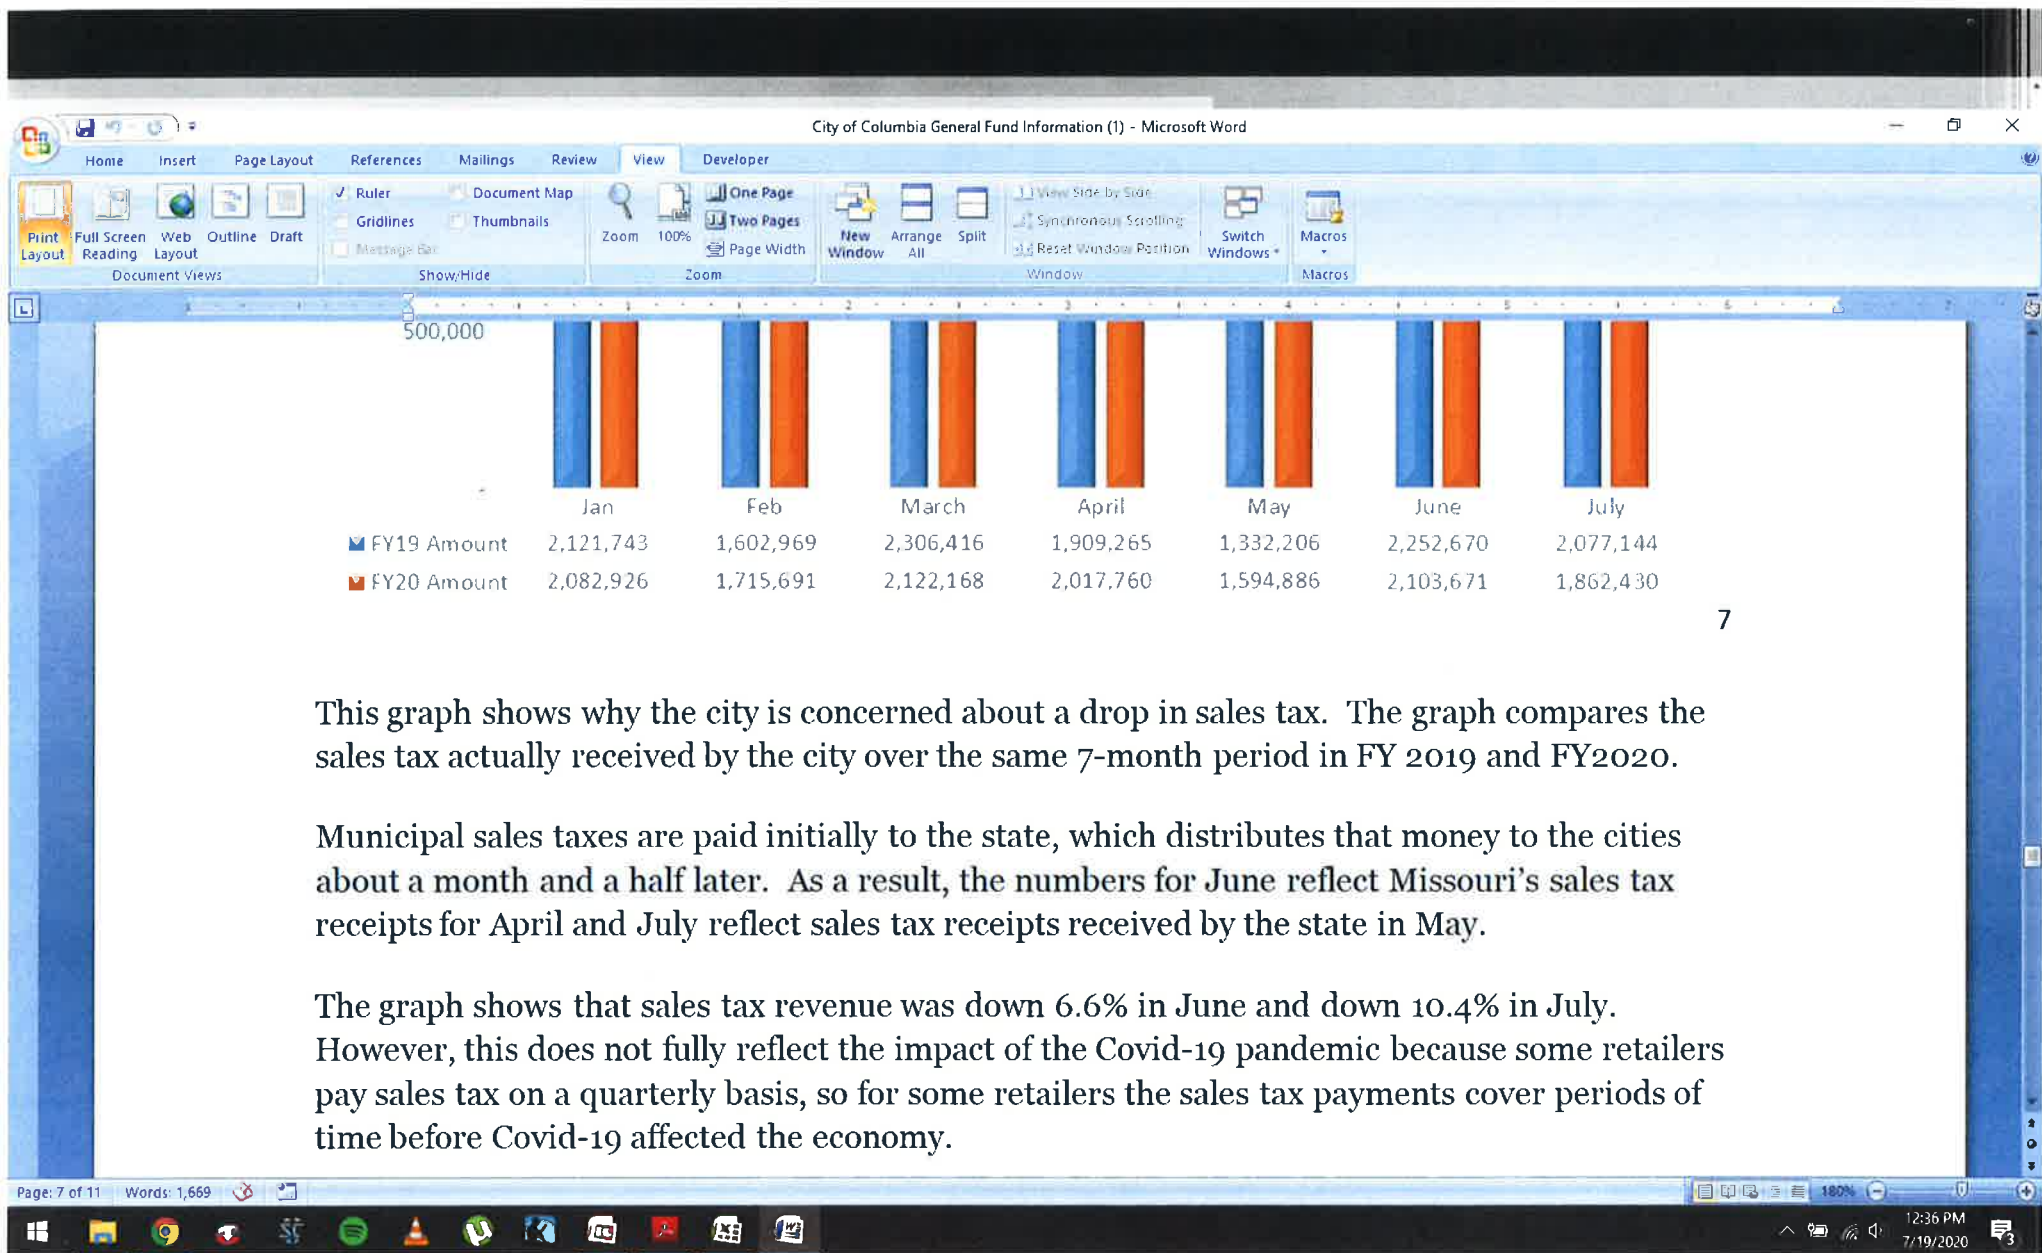 City of Columbia General Fund Information (1) - Microsoft Word
Home Insert Page Layout References Mailings Review View Developer
Print Layout
Full Screen Reading
Web Layout
Outline
Draft
Document Views
Ruler
Gridlines
Message Bar
Document Map
Thumbnails
Show/Hide
Zoom
100%
One Page
Two Pages
Page Width
Zoom
New Window
Arrange All
Split
View Side by Side
Synchronous Scrolling
Reset Window Position
Switch Windows
Window
Macros
Macros
500,000
Jan Feb March April May June July
FY19 Amount 2,121,743 1,602,969 2,306,416 1,909,265 1,332,206 2,252,670 2,077,144
FY20 Amount 2,082,926 1,715,691 2,122,168 2,017,760 1,594,886 2,103,671 1,862,430
7
This graph shows why the city is concerned about a drop in sales tax. The graph compares the
sales tax actually received by the city over the same 7-month period in FY 2019 and FY2020.
Municipal sales taxes are paid initially to the state, which distributes that money to the cities
about a month and a half later. As a result, the numbers for June reflect Missouri's sales tax
receipts for April and July reflect sales tax receipts received by the state in May.
The graph shows that sales tax revenue was down 6.6% in June and down 10.4% in July.
However, this does not fully reflect the impact of the Covid-19 pandemic because some retailers
pay sales tax on a quarterly basis, so for some retailers the sales tax payments cover periods of
time before Covid-19 affected the economy.
Page: 7 of 11 Words: 1,669
180%
12:36 PM
7/19/2020